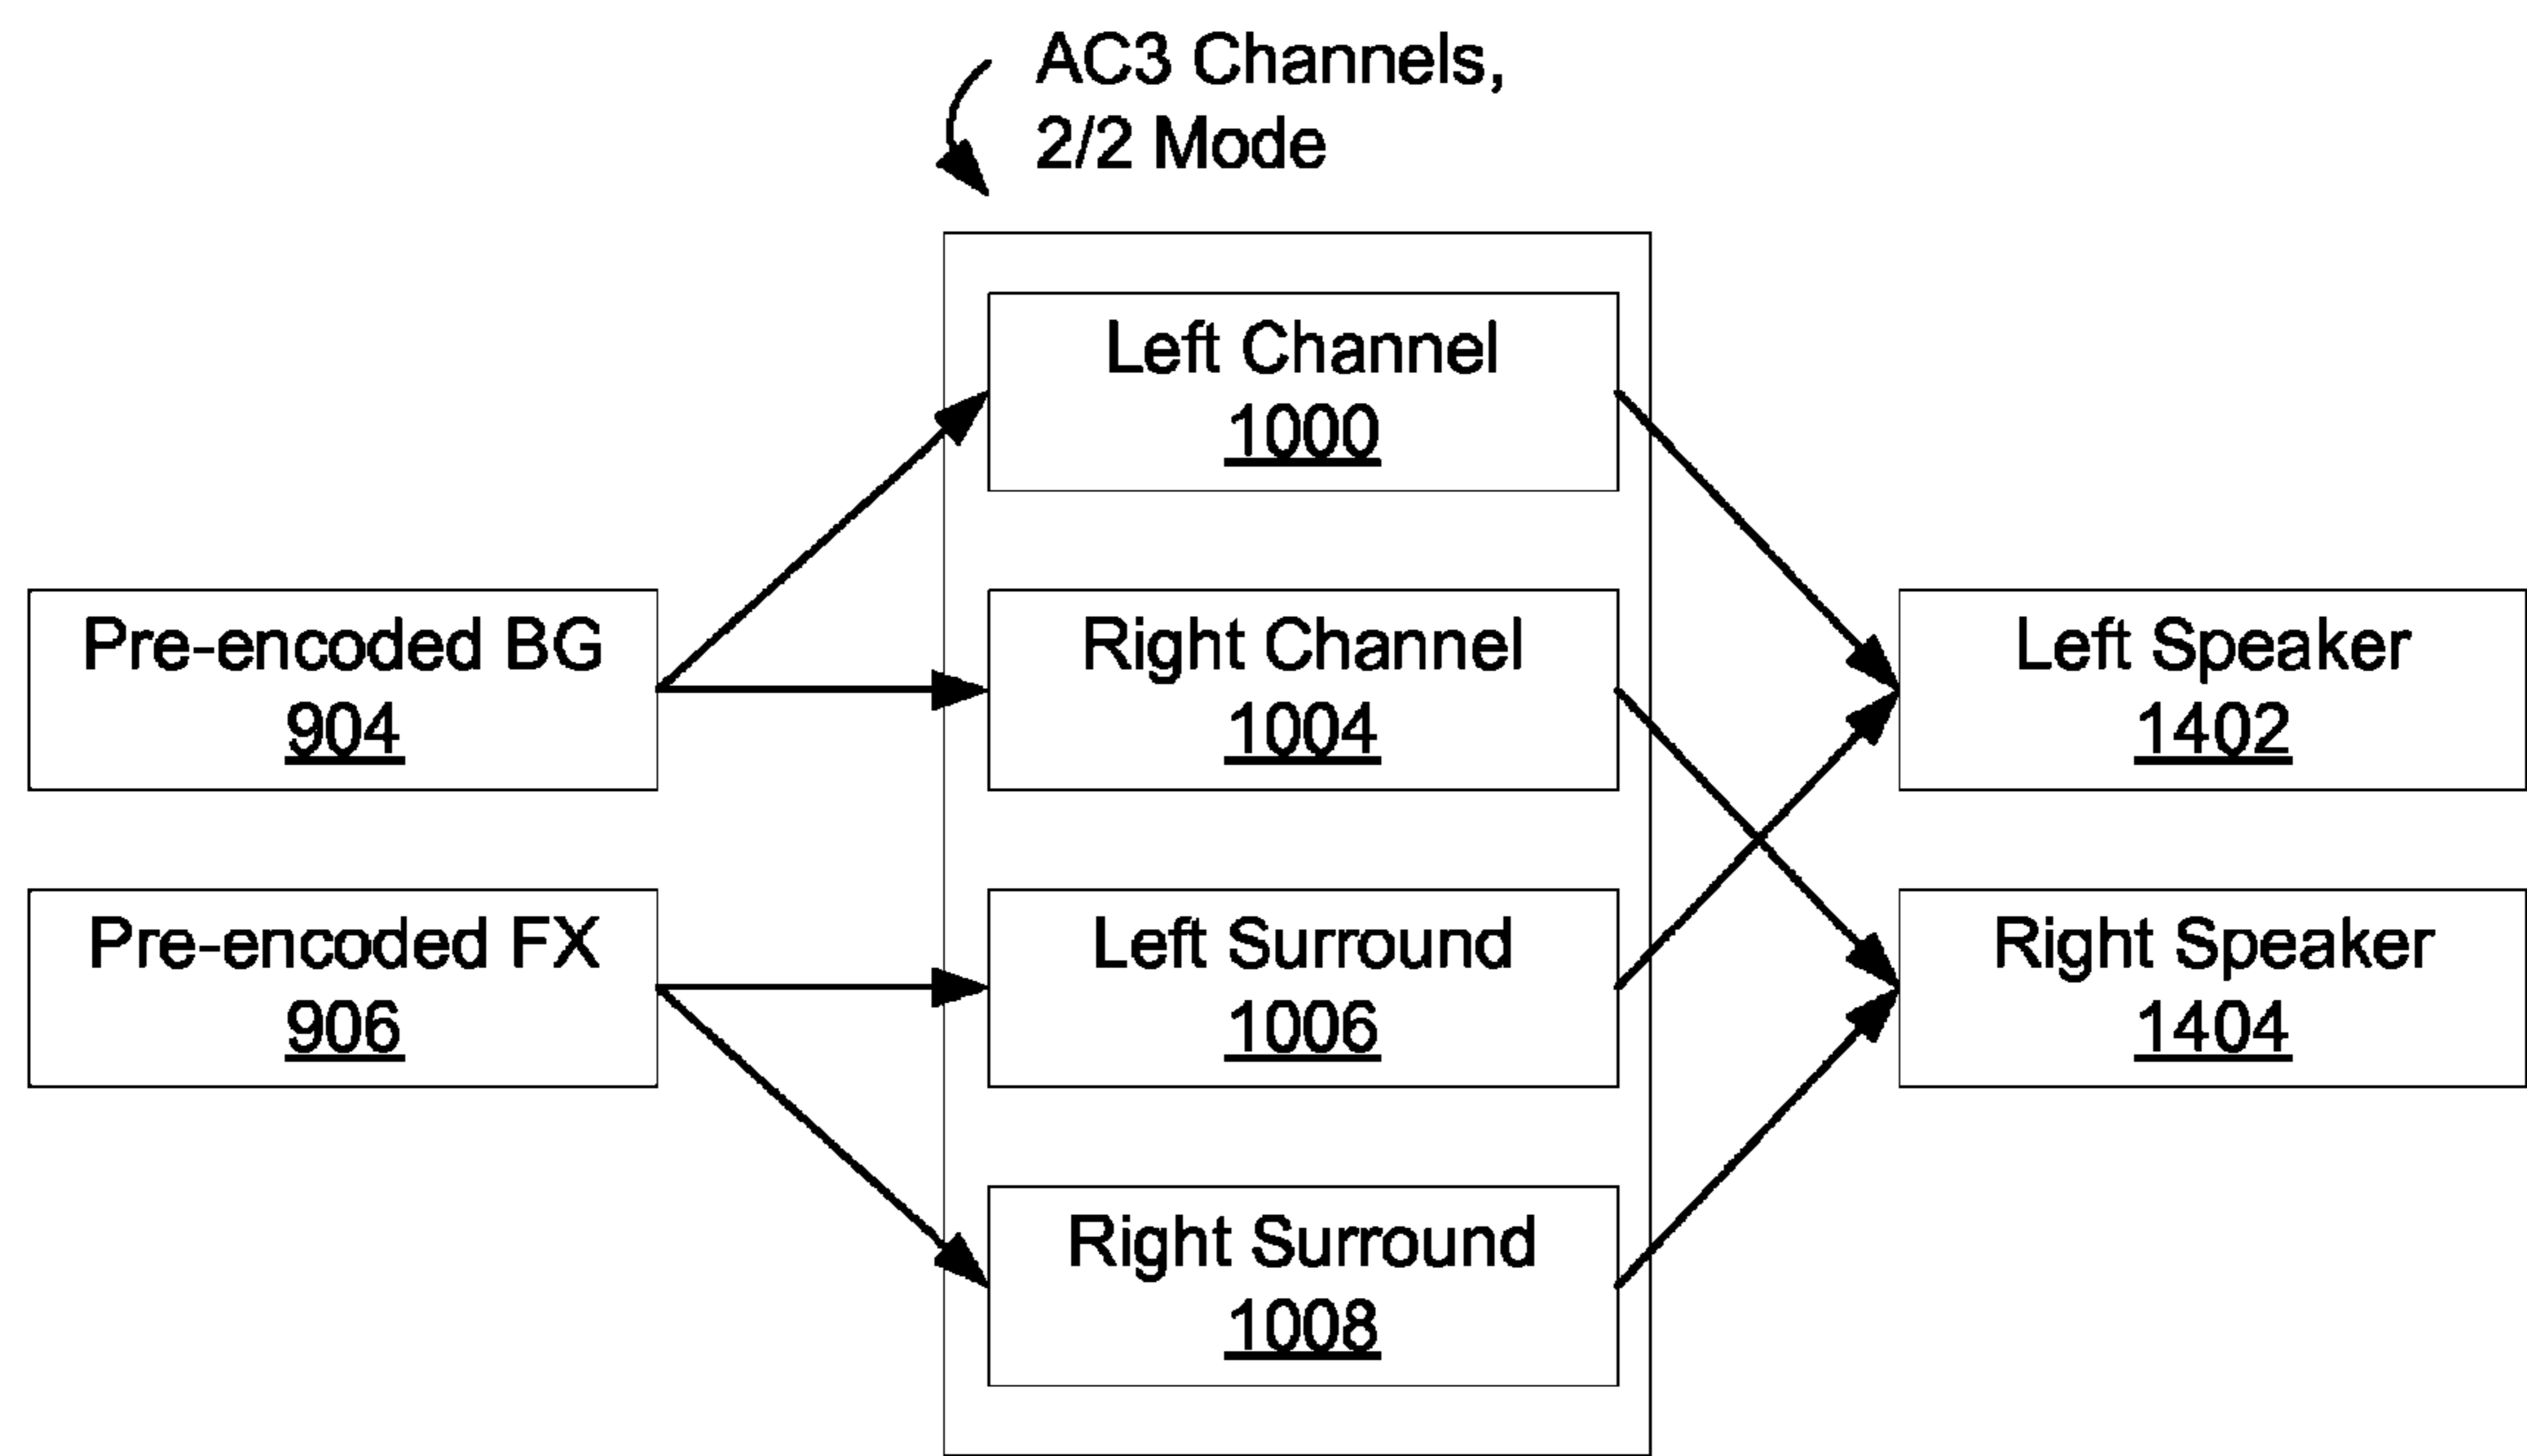 AC3 Channels,
2/2 Mode
Left Channel
1000
Pre-encoded BG
904
Right Channel
1004
Left Speaker
1402
Pre-encoded FX
906
Left Surround
1006
Right Speaker
1404
Right Surround
1008